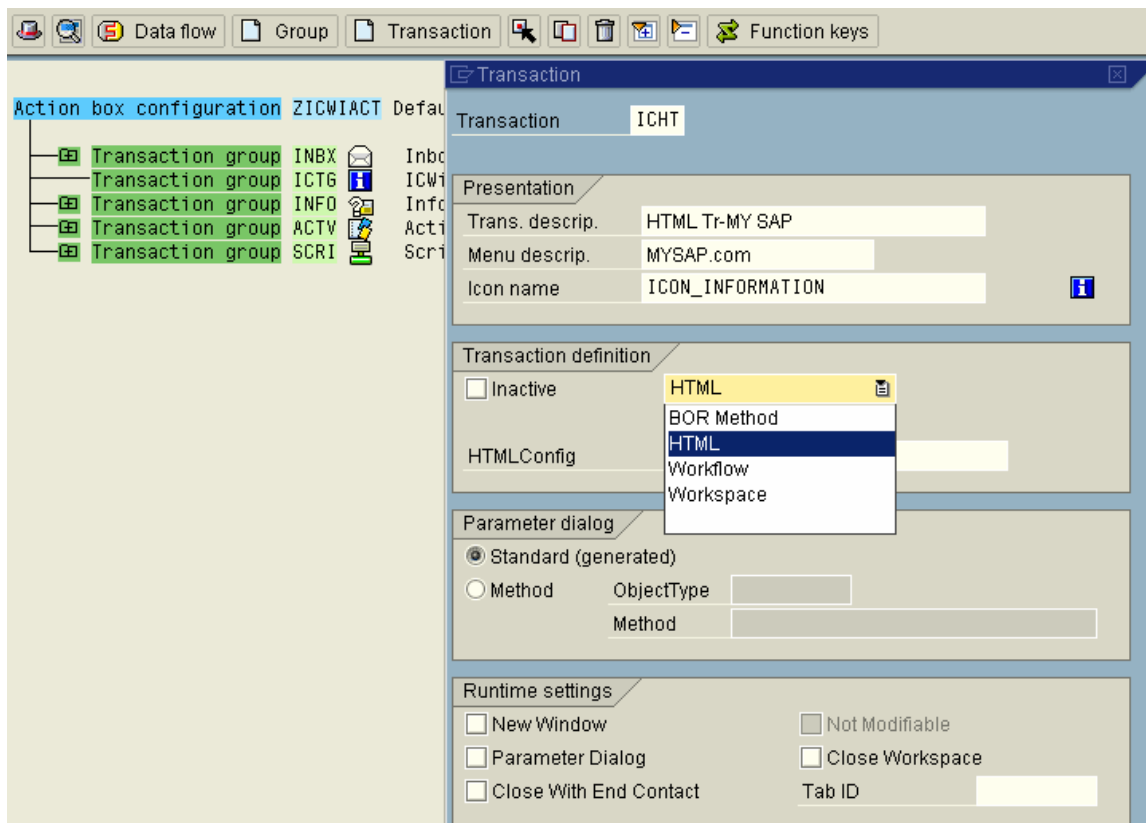 Data flow Group Transaction Function keys
Action box configuration ZICWIACT Defau
Transaction group INBX Inbo
Transaction group ICTG ICWi
Transaction group INFO Info
Transaction group ACTV Acti
Transaction group SCRI Scri
Transaction
Transaction ICHT
Presentation
Trans. descrip. HTML Tr-MY SAP
Menu descrip. MYSAP.com
Icon name ICON_INFORMATION
Transaction definition
Inactive HTML
BOR Method
HTML
HTMLConfig
Workflow
Workspace
Parameter dialog
Standard (generated)
Method ObjectType
Method
Runtime settings
New Window Not Modifiable
Parameter Dialog Close Workspace
Close With End Contact Tab ID